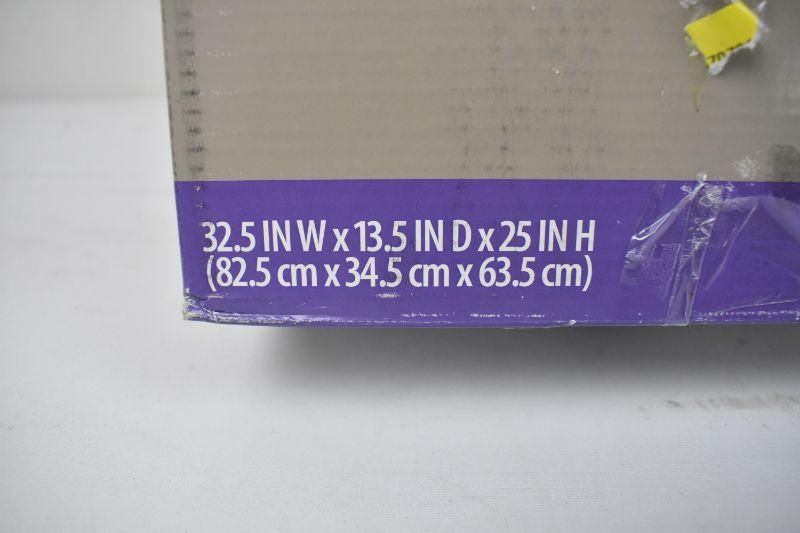 32.5 IN W x 13.5 IN D x 25 IN H
(82.5 cm x 34.5 cm x 63.5 cm)